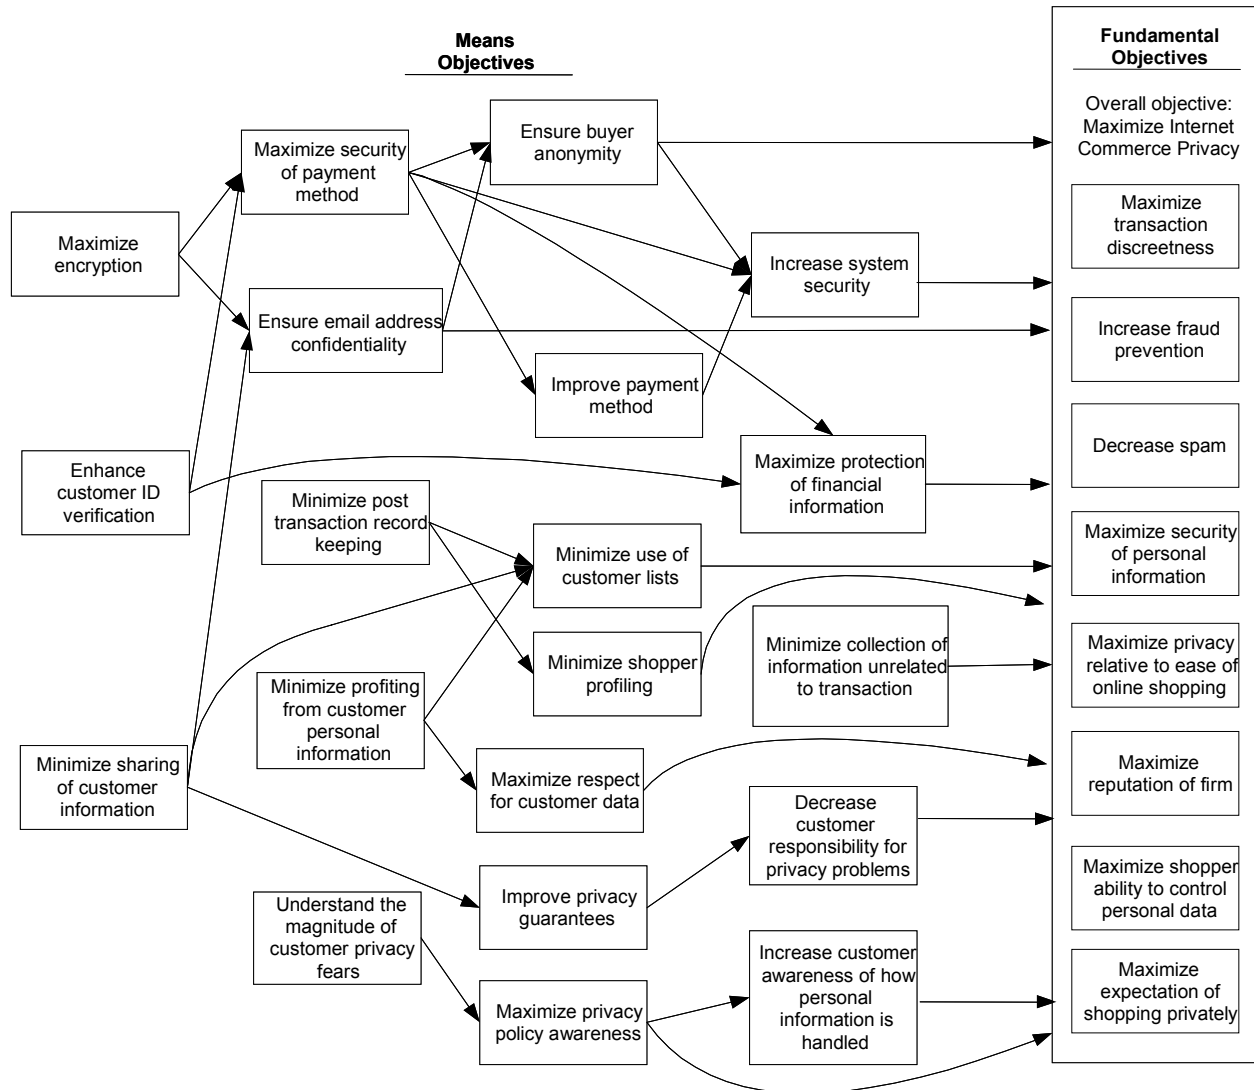 Means
Objectives
Fundamental
Objectives
Overall objective:
Maximize Internet
Commerce Privacy
Ensure buyer
anonymity
Maximize security
of payment
method
Maximize
transaction
discreetness
Maximize
encryption
Increase system
security
Ensure email address
confidentiality
Increase fraud
prevention
Improve payment
method
Decrease spam
Enhance
customer ID
verification
Maximize protection
of financial
information
Minimize post
transaction record
keeping
Minimize use of
customer lists
Maximize security
of personal
information
Minimize shopper
profiling
Minimize collection of
information unrelated
to transaction
Maximize privacy
relative to ease of
online shopping
Minimize profiting
from customer
personal
information
Minimize sharing
of customer
information
Maximize respect
for customer data
Maximize
reputation of firm
Decrease
customer
responsibility for
privacy problems
Improve privacy
guarantees
Maximize shopper
ability to control
personal data
Understand the
magnitude of
customer privacy
fears
Increase customer
awareness of how
personal
information is
handled
Maximize privacy
policy awareness
Maximize
expectation of
shopping privately